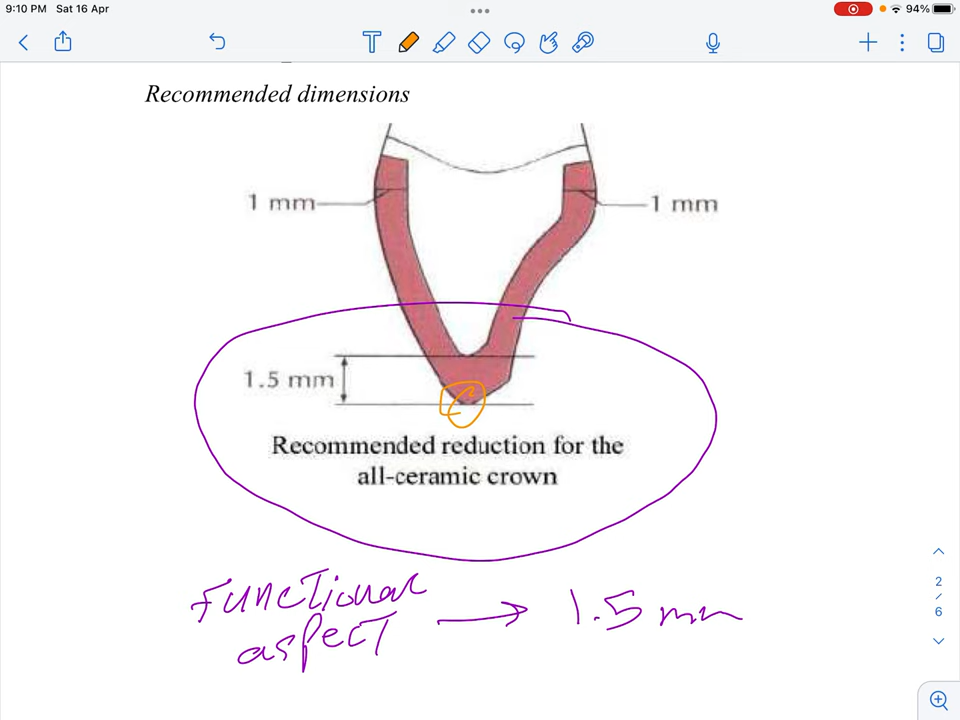 9:10 PM Sat 16 Apr
94%
T
Recommended dimensions
1 mm
1 mm
1.5 mm
Recommended reduction for the
all-ceramic crown
Functional
aspect → 1.5 mm
2
/
6